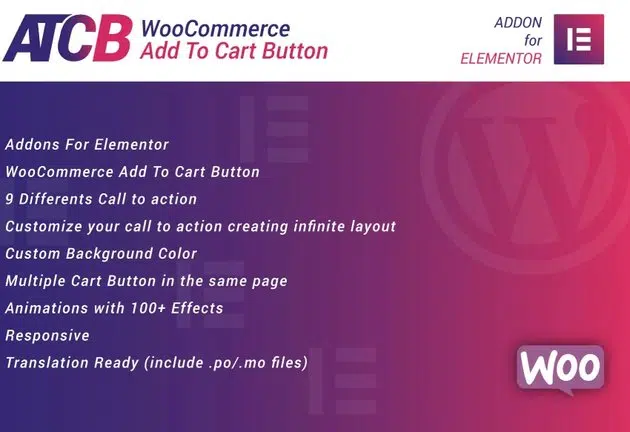 ATCB
WooCommerce
Add To Cart Button
ADDON
for
ELEMENTOR
Addons For Elementor
WooCommerce Add To Cart Button
9 Differents Call to action
Customize your call to action creating infinite layout
Custom Background Color
Multiple Cart Button in the same page
Animations with 100+ Effects
Responsive
Translation Ready (include .po/.mo files)
WOO